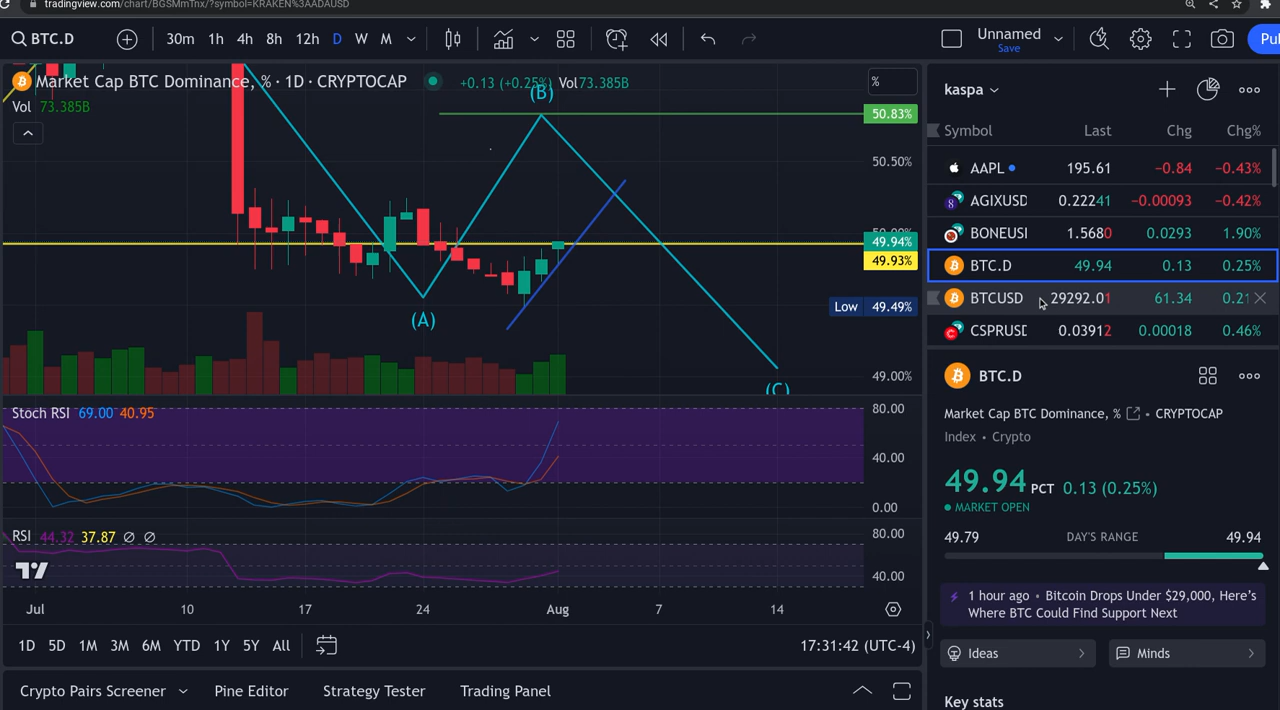 tradingview.com/chart/BGSMmTnx/?symbol=KRAKEN%3AADAUSD
BTC.D
30m 1h 4h 8h 12h D W M
Unnamed
Save
Market Cap BTC Dominance, % · 1D · CRYPTOCAP
+0.13 (+0.25%) Vol73.385B
Vol 73.385B
%
(B)
50.83%
50.50%
49.94%
49.93%
Low 49.49%
(A)
49.00%
(C)
Stoch RSI 69.00 40.95
80.00
40.00
0.00
RSI 44.32 37.87 ∅ ∅
80.00
40.00
Jul 10 17 24 Aug 7 14
1D 5D 1M 3M 6M YTD 1Y 5Y All
17:31:42 (UTC-4)
Crypto Pairs Screener Pine Editor Strategy Tester Trading Panel
kaspa
Symbol Last Chg Chg%
AAPL 195.61 −0.84 −0.43%
AGIXUSD 0.22241 −0.00093 −0.42%
BONEUSI 1.5680 0.0293 1.90%
BTC.D 49.94 0.13 0.25%
BTCUSD 29292.01 61.34 0.21
CSPRUSD 0.03912 0.00018 0.46%
BTC.D
Market Cap BTC Dominance, % • CRYPTOCAP
Index • Crypto
49.94 PCT 0.13 (0.25%)
MARKET OPEN
49.79 DAY'S RANGE 49.94
1 hour ago • Bitcoin Drops Under $29,000, Here's
Where BTC Could Find Support Next
Ideas
Minds
Key stats